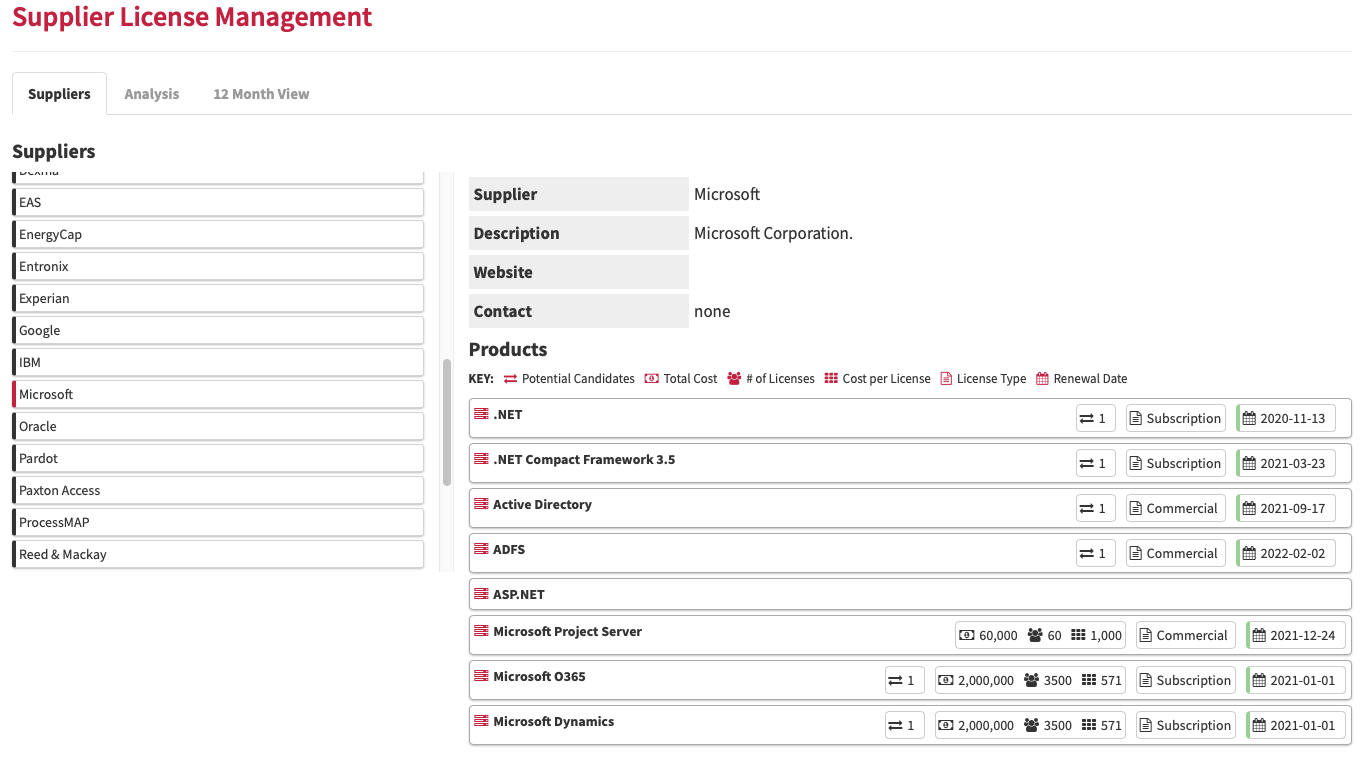 Supplier License Management
Suppliers Analysis 12 Month View
Suppliers
Dexma
EAS
EnergyCap
Entronix
Experian
Google
IBM
Microsoft
Oracle
Pardot
Paxton Access
ProcessMAP
Reed & Mackay
Supplier Microsoft
Description Microsoft Corporation.
Website
Contact none
Products
KEY: Potential Candidates Total Cost # of Licenses Cost per License License Type Renewal Date
.NET 1 Subscription 2020-11-13
.NET Compact Framework 3.5 1 Subscription 2021-03-23
Active Directory 1 Commercial 2021-09-17
ADFS 1 Commercial 2022-02-02
ASP.NET
Microsoft Project Server 60,000 60 1,000 Commercial 2021-12-24
Microsoft O365 1 2,000,000 3500 571 Subscription 2021-01-01
Microsoft Dynamics 1 2,000,000 3500 571 Subscription 2021-01-01